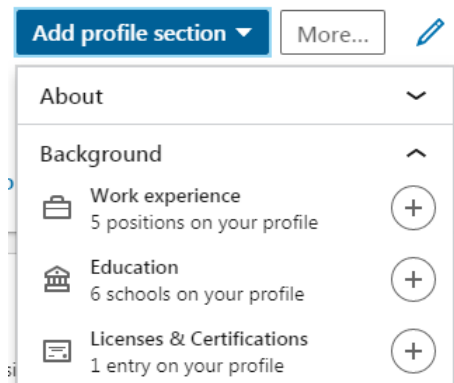 Add profile section More...
About
Background
Work experience
5 positions on your profile
Education
6 schools on your profile
Licenses & Certifications
1 entry on your profile